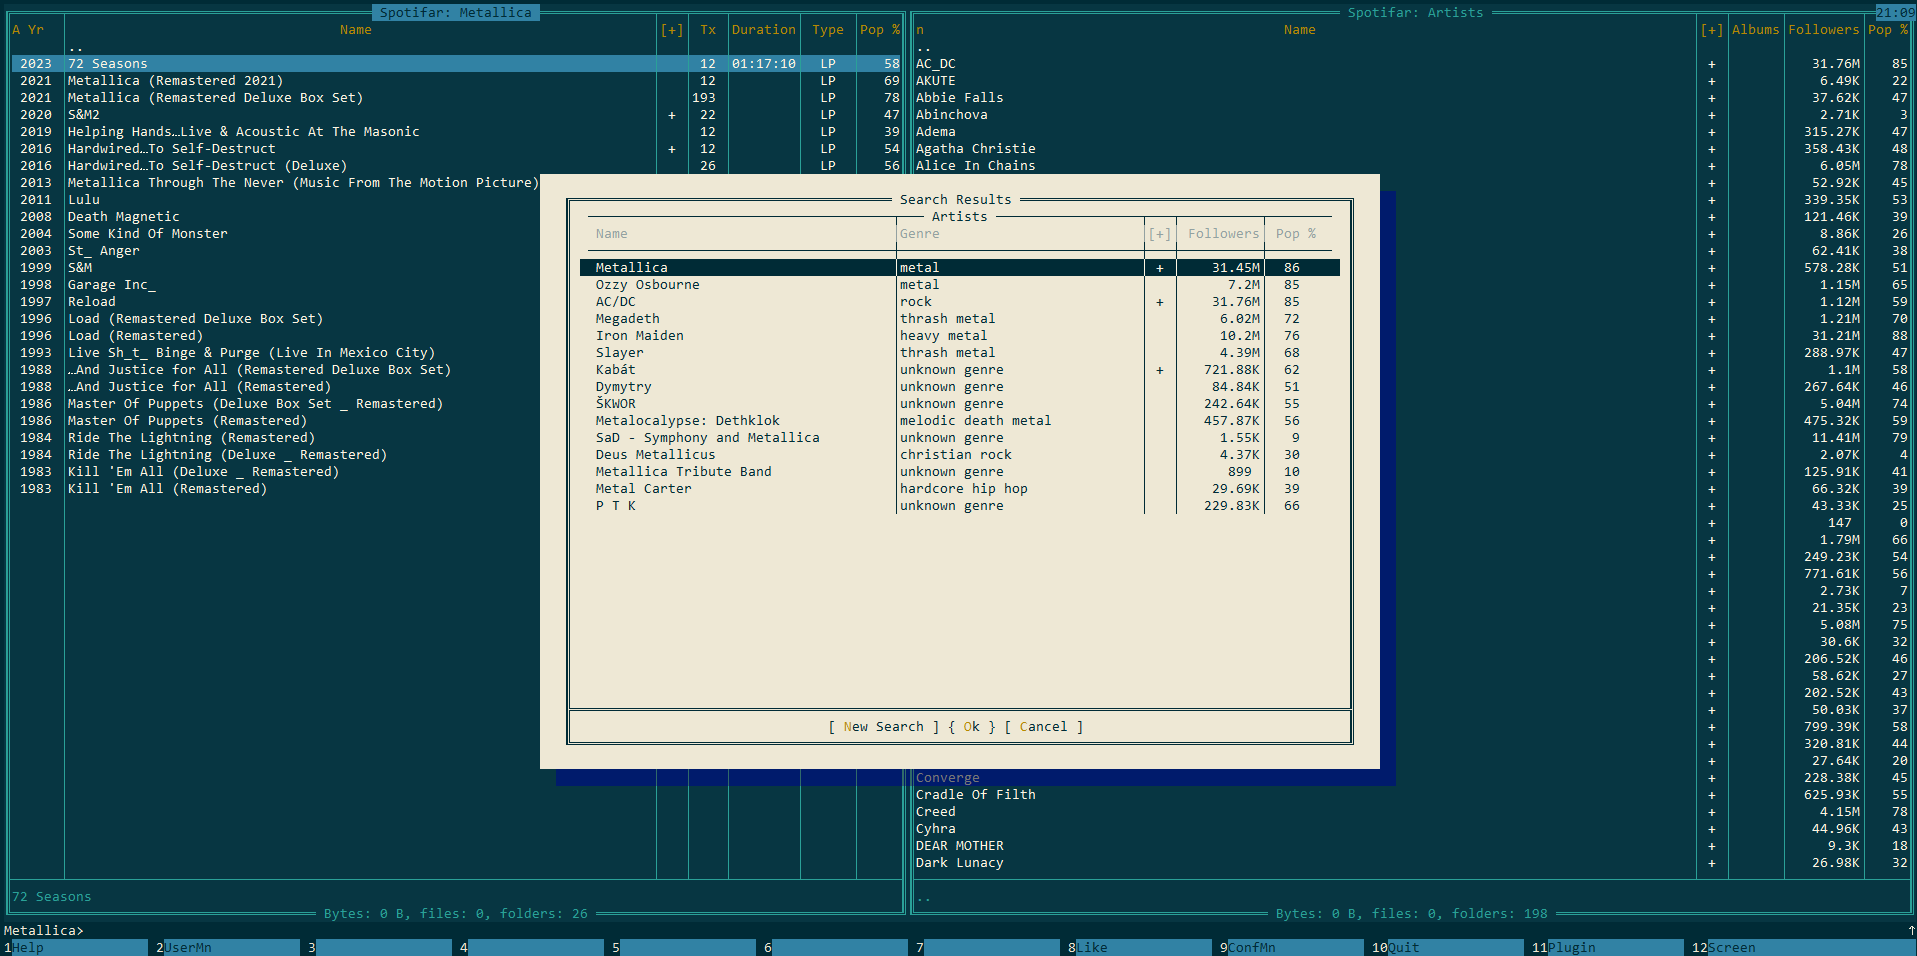 Spotifar: Metallica
Spotifar: Artists
21:09
A Yr Name [+] Tx Duration Type Pop %
n Name [+] Albums Followers Pop %
..
..
2023 72 Seasons 12 01:17:10 LP 58
AC_DC + 31.76M 85
2021 Metallica (Remastered 2021) 12 LP 69
AKUTE + 6.49K 22
2021 Metallica (Remastered Deluxe Box Set) 193 LP 78
Abbie Falls + 37.62K 47
2020 S&M2 + 22 LP 47
Abinchova + 2.71K 3
2019 Helping Hands…Live & Acoustic At The Masonic 12 LP 39
Adema + 315.27K 47
2016 Hardwired…To Self-Destruct + 12 LP 54
Agatha Christie + 358.43K 48
2016 Hardwired…To Self-Destruct (Deluxe) 26 LP 56
Alice In Chains + 6.05M 78
2013 Metallica Through The Never (Music From The Motion Picture)
+ 52.92K 45
2011 Lulu
+ 339.35K 53
2008 Death Magnetic
+ 121.46K 39
2004 Some Kind Of Monster
+ 8.86K 26
2003 St_ Anger
+ 62.41K 38
1999 S&M
+ 578.28K 51
1998 Garage Inc_
+ 1.15M 65
1997 Reload
+ 1.12M 59
1996 Load (Remastered Deluxe Box Set)
+ 1.21M 70
1996 Load (Remastered)
+ 31.21M 88
1993 Live Sh_t_ Binge & Purge (Live In Mexico City)
+ 288.97K 47
1988 …And Justice for All (Remastered Deluxe Box Set)
+ 1.1M 58
1988 …And Justice for All (Remastered)
+ 267.64K 46
1986 Master Of Puppets (Deluxe Box Set _ Remastered)
+ 5.04M 74
1986 Master Of Puppets (Remastered)
+ 475.32K 59
1984 Ride The Lightning (Remastered)
+ 11.41M 79
1984 Ride The Lightning (Deluxe _ Remastered)
+ 2.07K 4
1983 Kill 'Em All (Deluxe _ Remastered)
+ 125.91K 41
1983 Kill 'Em All (Remastered)
+ 66.32K 39
+ 43.33K 25
+ 147 0
+ 1.79M 66
+ 249.23K 54
+ 771.61K 56
+ 2.73K 7
+ 21.35K 23
+ 5.08M 75
+ 30.6K 32
+ 206.52K 46
+ 58.62K 27
+ 202.52K 43
+ 50.03K 37
+ 799.39K 58
+ 320.81K 44
+ 27.64K 20
Search Results
Artists
Name Genre [+] Followers Pop %
Metallica metal + 31.45M 86
Ozzy Osbourne metal 7.2M 85
AC/DC rock + 31.76M 85
Megadeth thrash metal 6.02M 72
Iron Maiden heavy metal 10.2M 76
Slayer thrash metal 4.39M 68
Kabát unknown genre + 721.88K 62
Dymytry unknown genre 84.84K 51
ŠKWOR unknown genre 242.64K 55
Metalocalypse: Dethklok melodic death metal 457.87K 56
SaD - Symphony and Metallica unknown genre 1.55K 9
Deus Metallicus christian rock 4.37K 30
Metallica Tribute Band unknown genre 899 10
Metal Carter hardcore hip hop 29.69K 39
P T K unknown genre 229.83K 66
[ New Search ] { Ok } [ Cancel ]
Converge + 228.38K 45
Cradle Of Filth + 625.93K 55
Creed + 4.15M 78
Cyhra + 44.96K 43
DEAR MOTHER + 9.3K 18
Dark Lunacy + 26.98K 32
72 Seasons
..
Bytes: 0 B, files: 0, folders: 26
Bytes: 0 B, files: 0, folders: 198
Metallica> ↑
1Help 2UserMn 3 4 5 6 7 8Like 9ConfMn 10Quit 11Plugin 12Screen